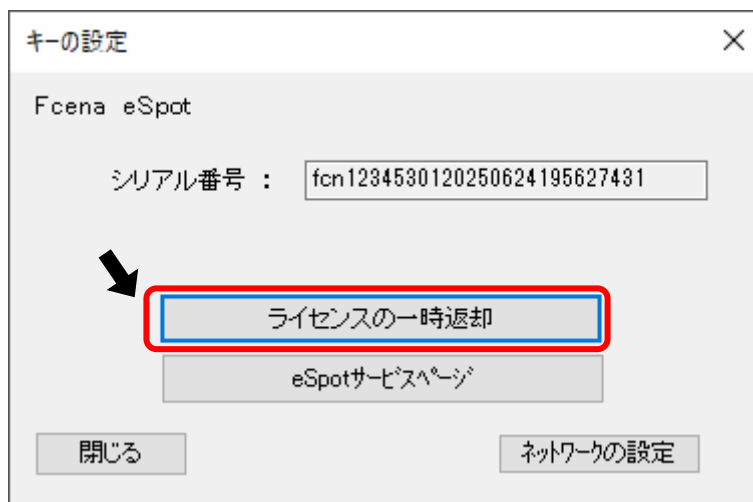 キーの設定
Fcena eSpot
シリアル番号 : fcn12345301202506241956​27431
ライセンスの一時返却
eSpotサービスページ
閉じる
ネットワークの設定